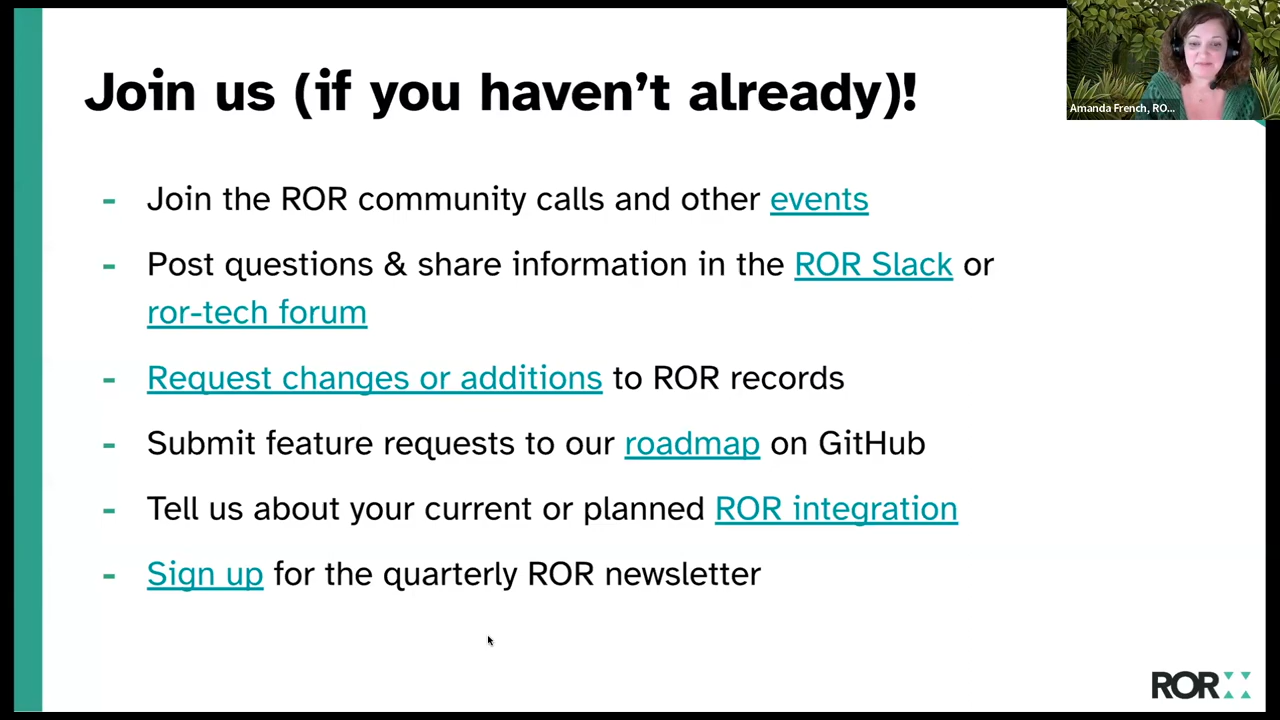 Join us (if you haven't already)!
Amanda French, RO...
- Join the ROR community calls and other events
- Post questions & share information in the ROR Slack or
ror-tech forum
- Request changes or additions to ROR records
- Submit feature requests to our roadmap on GitHub
- Tell us about your current or planned ROR integration
- Sign up for the quarterly ROR newsletter
ROR